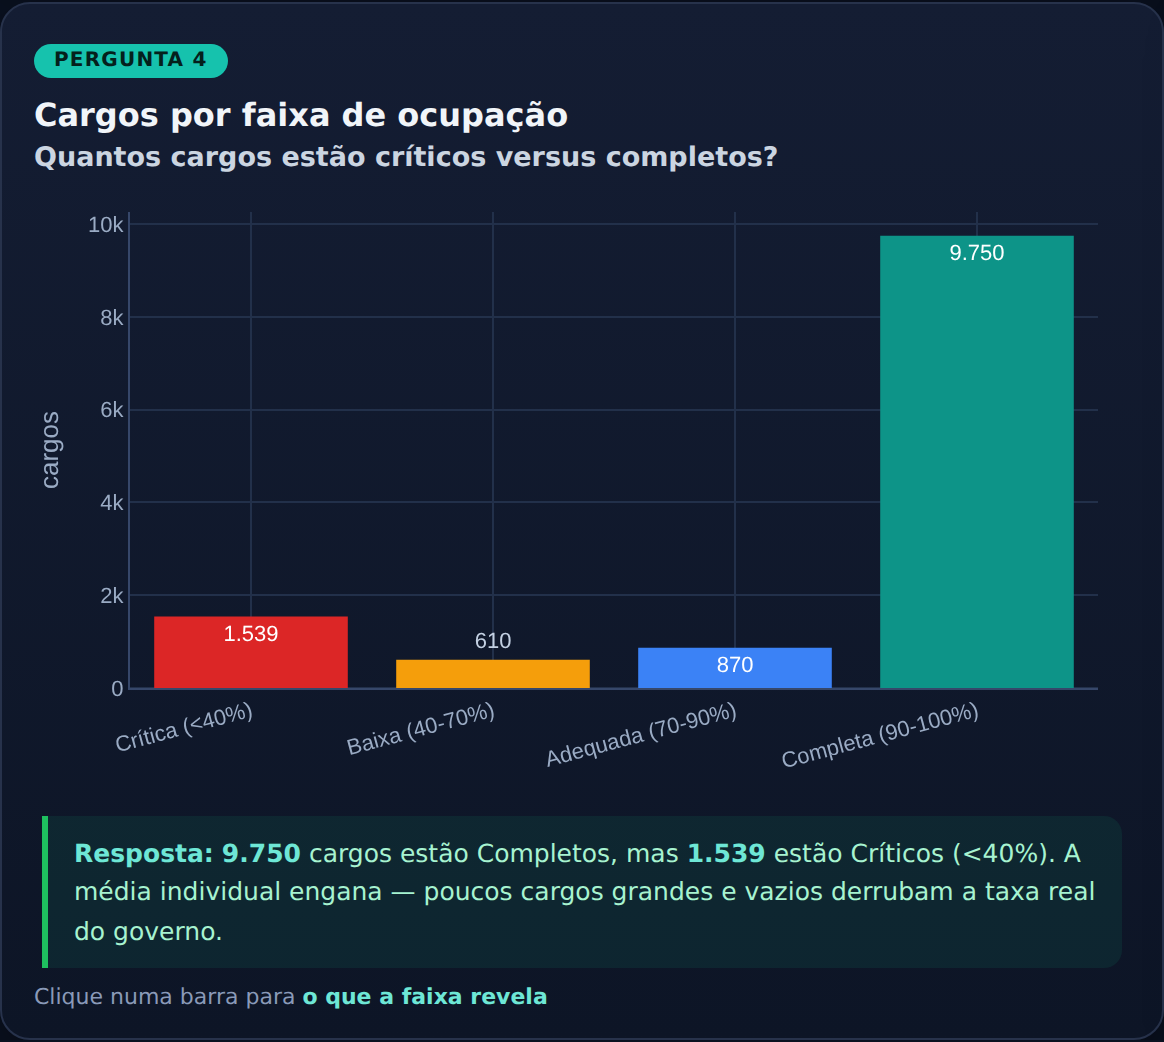 PERGUNTA 4
Cargos por faixa de ocupação
Quantos cargos estão críticos versus completos?
10k
8k
6k
4k
2k
0
cargos
1.539
610
870
9.750
Crítica (<40%)
Baixa (40-70%)
Adequada (70-90%)
Completa (90-100%)
Resposta: 9.750 cargos estão Completos, mas 1.539 estão Críticos (<40%). A
média individual engana — poucos cargos grandes e vazios derrubam a taxa real
do governo.
Clique numa barra para o que a faixa revela